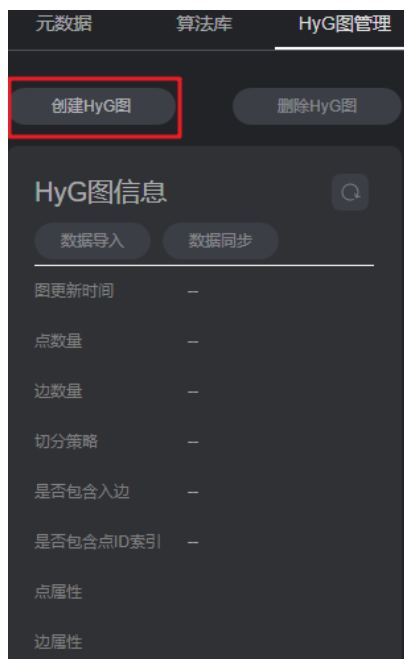 元数据 算法库 HyG图管理
创建HyG图 删除HyG图
HyG图信息
数据导入 数据同步
图更新时间 --
点数量 --
边数量 --
切分策略 --
是否包含入边 --
是否包含点ID索引 --
点属性
边属性